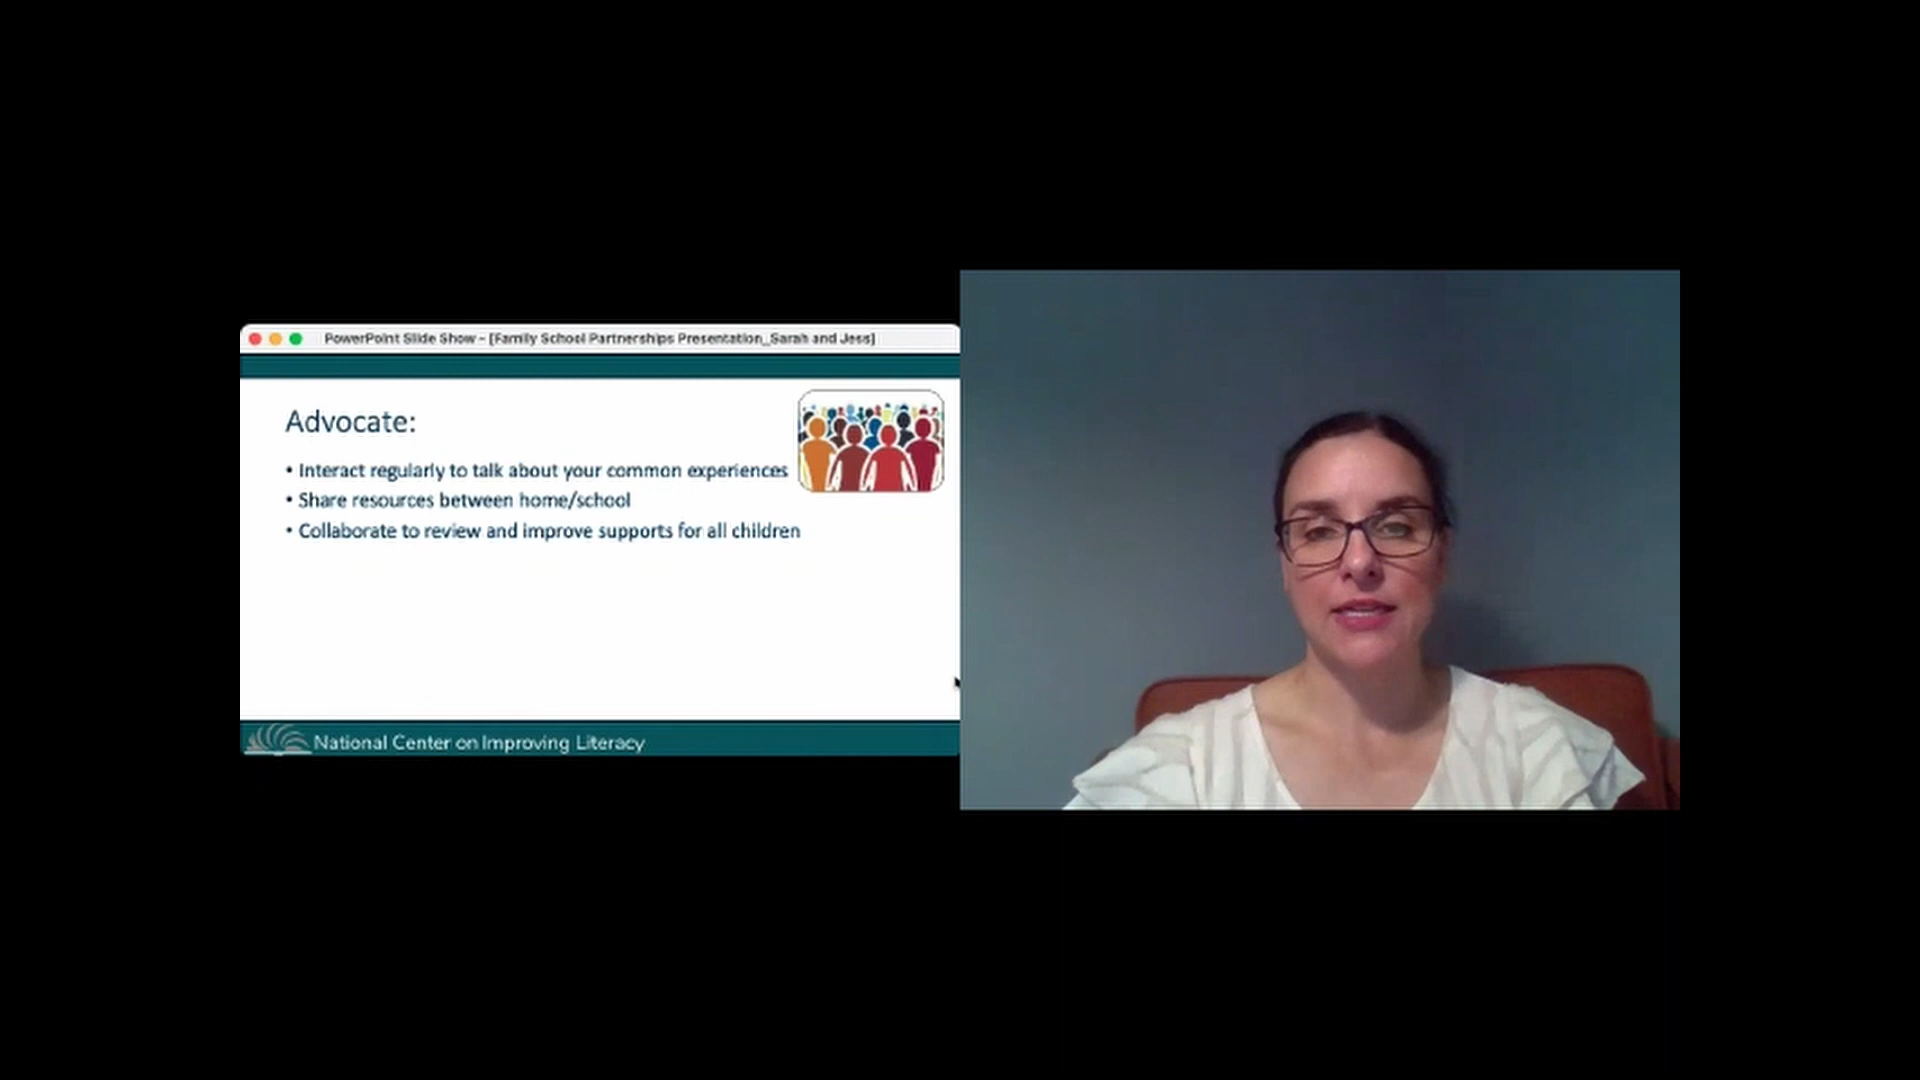 PowerPoint Slide Show - [Family School Partnerships Presentation_Sarah and Jess]
Advocate:
• Interact regularly to talk about your common experiences
• Share resources between home/school
• Collaborate to review and improve supports for all children
National Center on Improving Literacy